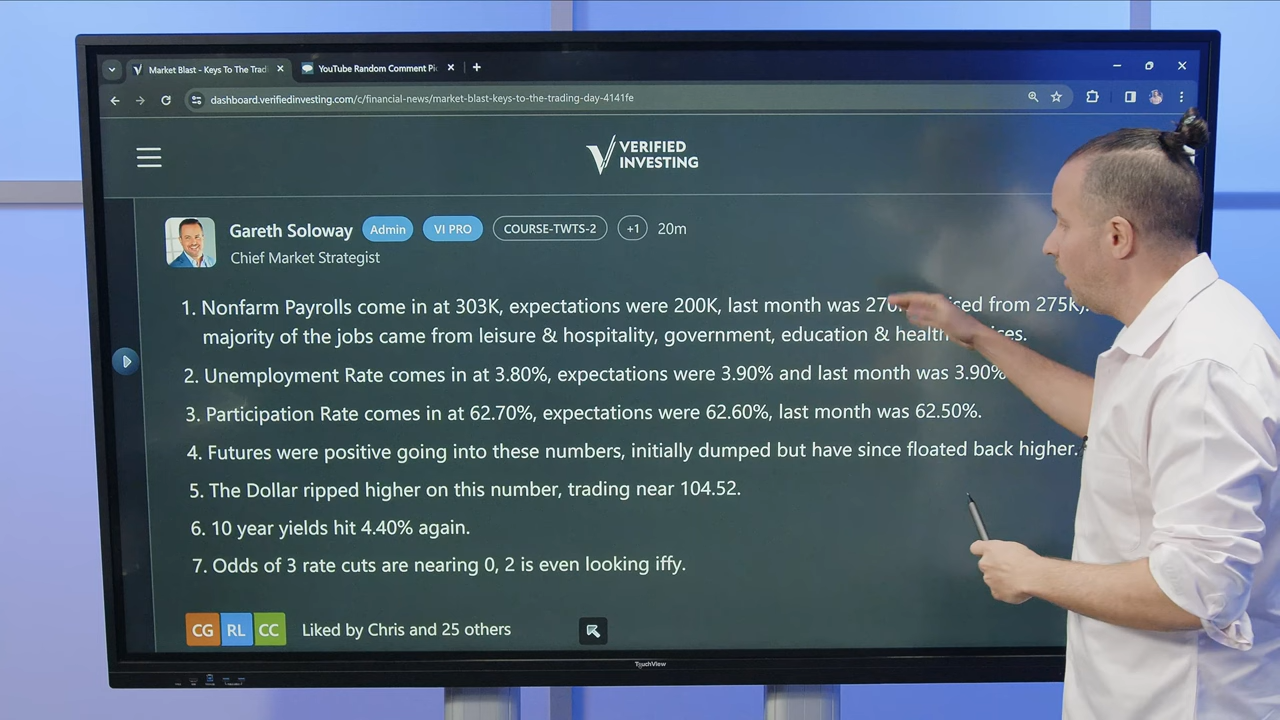 Market Blast - Keys To The Trad
YouTube Random Comment Pi
dashboard.verifiedinvesting.com/c/financial-news/market-blast-keys-to-the-trading-day-4141fe
VERIFIED
INVESTING
Gareth Soloway Admin VI PRO COURSE-TWTS-2 +1 20m
Chief Market Strategist
1. Nonfarm Payrolls come in at 303K, expectations were 200K, last month was from 275K).
majority of the jobs came from leisure & hospitality, government, education & health
2. Unemployment Rate comes in at 3.80%, expectations were 3.90% and last month was 3.90%
3. Participation Rate comes in at 62.70%, expectations were 62.60%, last month was 62.50%.
4. Futures were positive going into these numbers, initially dumped but have since floated back higher.
5. The Dollar ripped higher on this number, trading near 104.52.
6. 10 year yields hit 4.40% again.
7. Odds of 3 rate cuts are nearing 0, 2 is even looking iffy.
CG RL CC Liked by Chris and 25 others
TouchView